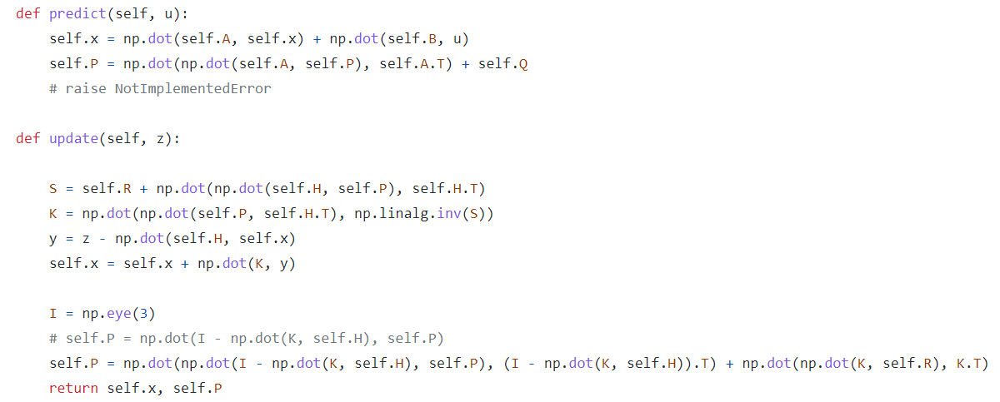 def predict(self, u):
    self.x = np.dot(self.A, self.x) + np.dot(self.B, u)
    self.P = np.dot(np.dot(self.A, self.P), self.A.T) + self.Q
    # raise NotImplementedError
def update(self, z):
    S = self.R + np.dot(np.dot(self.H, self.P), self.H.T)
    K = np.dot(np.dot(self.P, self.H.T), np.linalg.inv(S))
    y = z - np.dot(self.H, self.x)
    self.x = self.x + np.dot(K, y)
    I = np.eye(3)
    # self.P = np.dot(I - np.dot(K, self.H), self.P)
    self.P = np.dot(np.dot(I - np.dot(K, self.H), self.P), (I - np.dot(K, self.H)).T) + np.dot(np.dot(K, self.R), K.T)
    return self.x, self.P